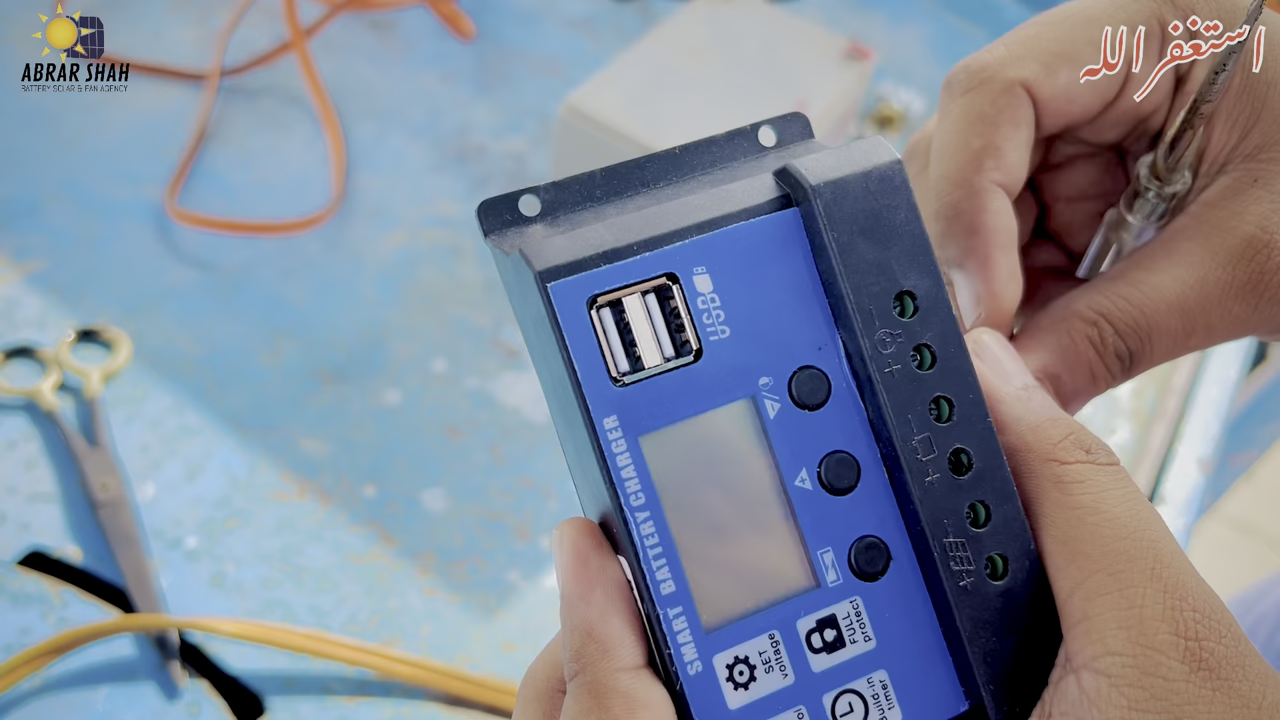 ABRAR SHAH
BATTERY SOLAR & FAN AGENCY
استغفر الله
USB
SMART BATTERY CHARGER
SET
voltage
FULL
protect
Build-in
timer